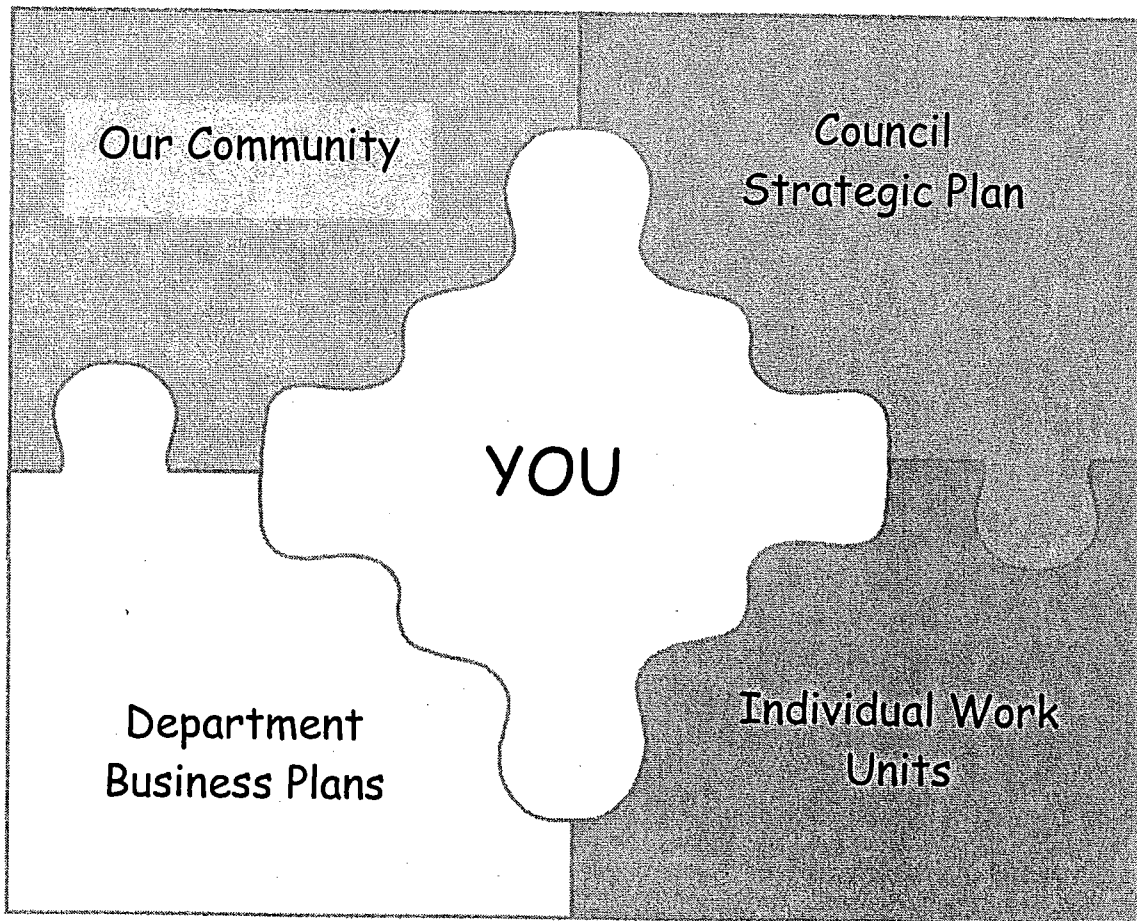 Our Community
Council
Strategic Plan
YOU
Department
Business Plans
Individual Work
Units